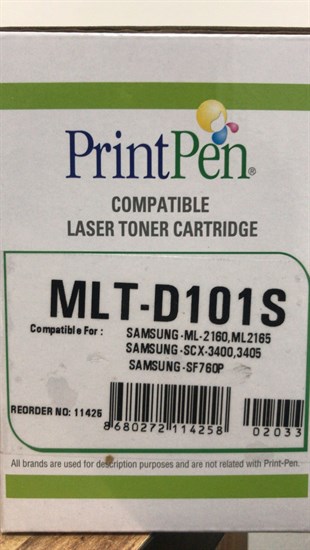 PrintPen®
COMPATIBLE
LASER TONER CARTRIDGE
MLT-D101S
Compatible For : SAMSUNG-ML-2160,ML2165
SAMSUNG-SCX-3400,3405
SAMSUNG-SF760P
REORDER NO: 11425
8 680272 114258 02033
All brands are used for description purposes and are not related with Print-Pen.